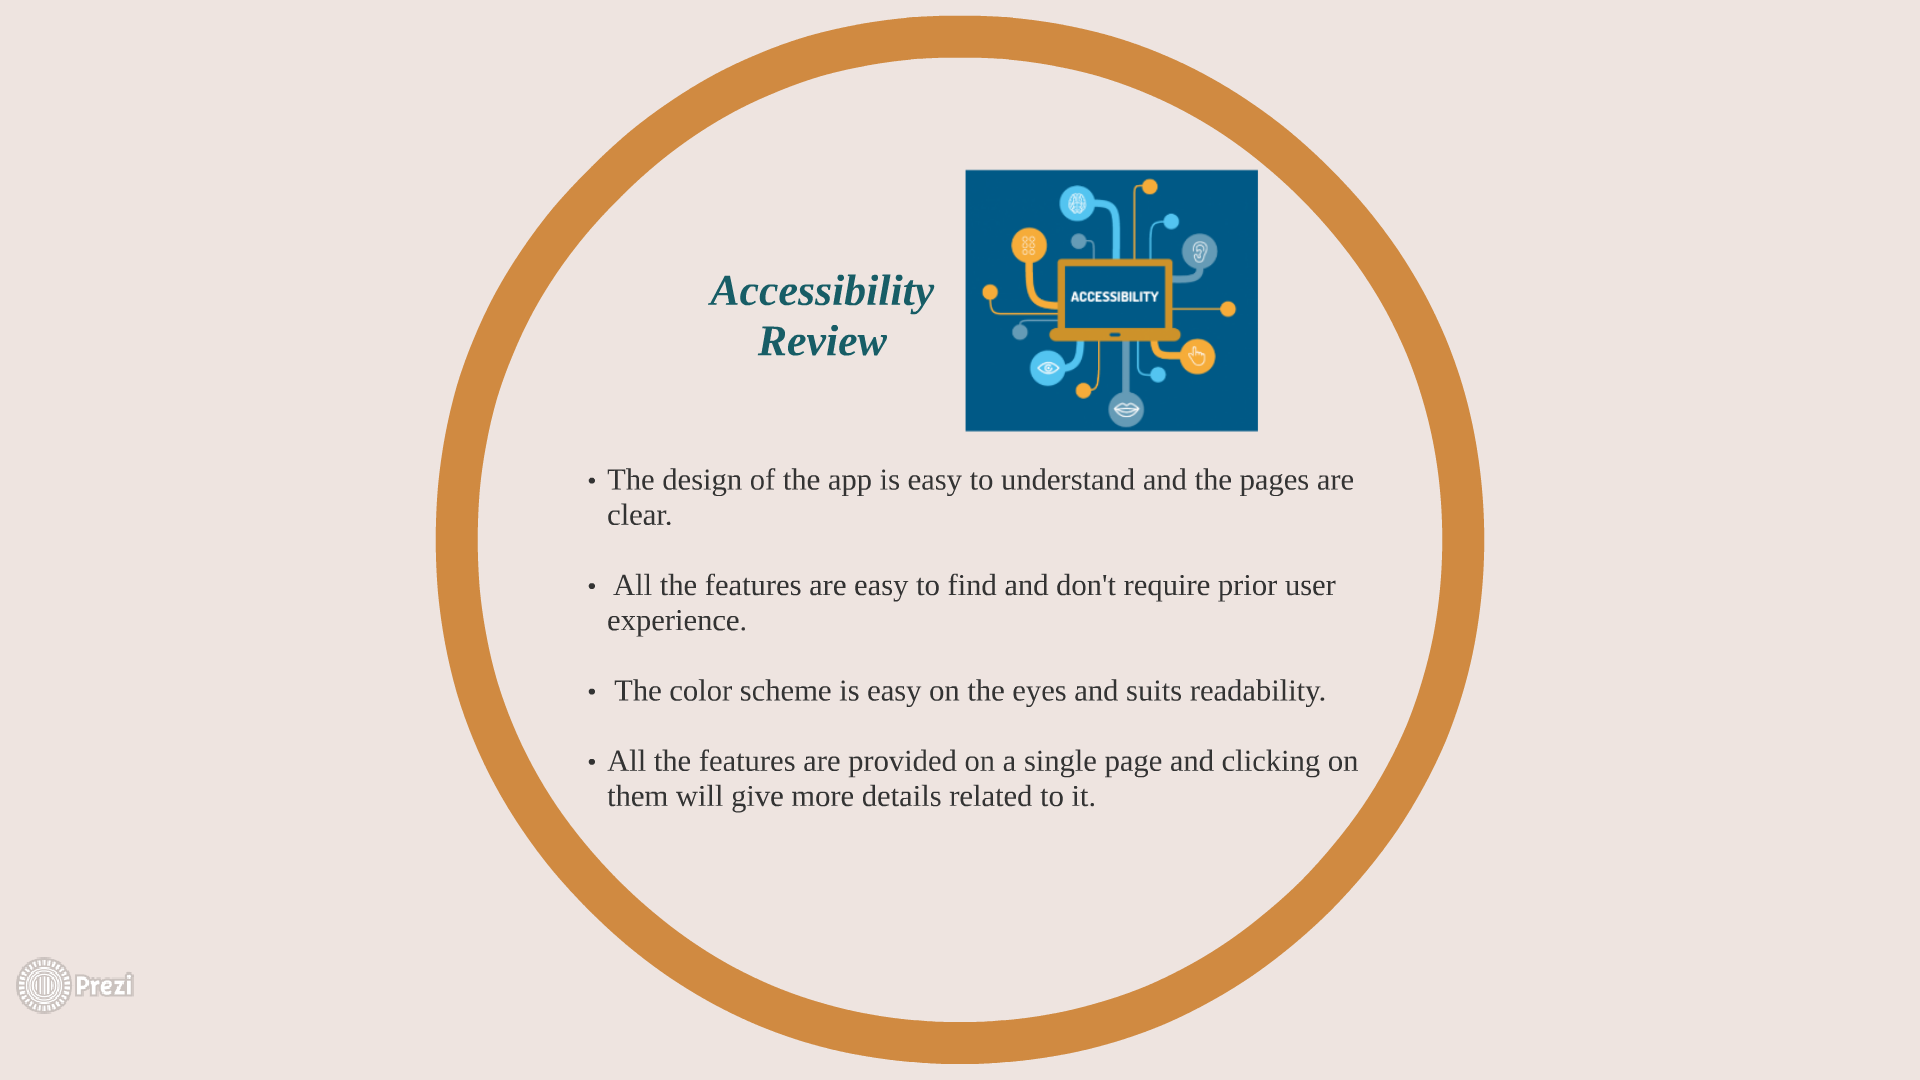 Accessibility
Review
ACCESSIBILITY
• The design of the app is easy to understand and the pages are
clear.
• All the features are easy to find and don't require prior user
experience.
• The color scheme is easy on the eyes and suits readability.
• All the features are provided on a single page and clicking on
them will give more details related to it.
Prezi